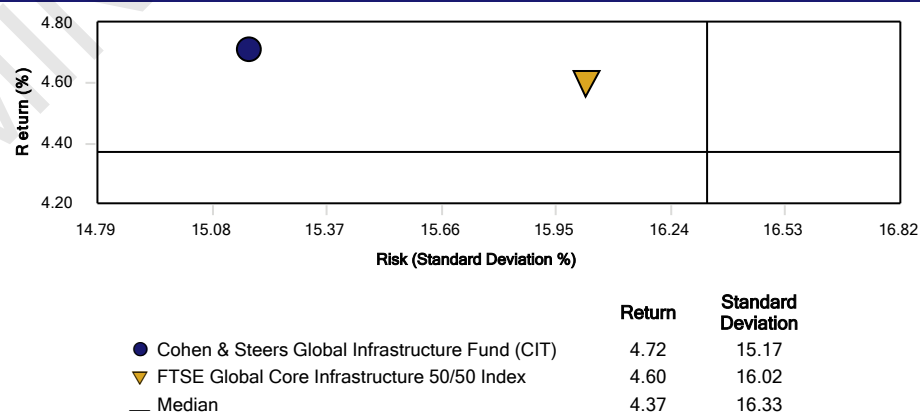 4.80
4.60
4.40
4.20
Return (%)
14.79 15.08 15.37 15.66 15.95 16.24 16.53 16.82
Risk (Standard Deviation %)
Return Standard Deviation
Cohen & Steers Global Infrastructure Fund (CIT) 4.72 15.17
FTSE Global Core Infrastructure 50/50 Index 4.60 16.02
Median 4.37 16.33